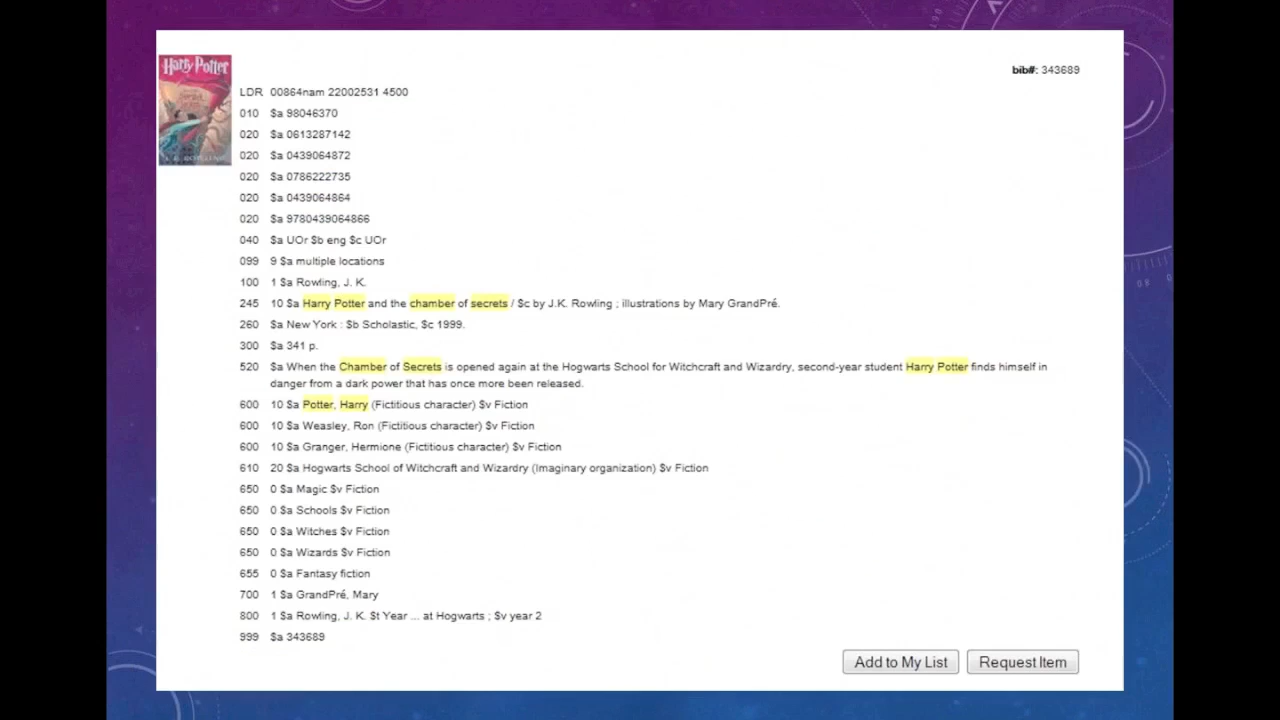 Harry Potter
bib#: 343689
LDR 00864nam 22002531 4500
010 $a 98046370
020 $a 0613287142
020 $a 0439064872
020 $a 0786222735
020 $a 0439064864
020 $a 9780439064866
040 $a UOr $b eng $c UOr
099 9 $a multiple locations
100 1 $a Rowling, J. K.
245 10 $a Harry Potter and the chamber of secrets / $c by J.K. Rowling ; illustrations by Mary GrandPré.
260 $a New York : $b Scholastic, $c 1999.
300 $a 341 p.
520 $a When the Chamber of Secrets is opened again at the Hogwarts School for Witchcraft and Wizardry, second-year student Harry Potter finds himself in
danger from a dark power that has once more been released.
600 10 $a Potter, Harry (Fictitious character) $v Fiction
600 10 $a Weasley, Ron (Fictitious character) $v Fiction
600 10 $a Granger, Hermione (Fictitious character) $v Fiction
610 20 $a Hogwarts School of Witchcraft and Wizardry (Imaginary organization) $v Fiction
650 0 $a Magic $v Fiction
650 0 $a Schools $v Fiction
650 0 $a Witches $v Fiction
650 0 $a Wizards $v Fiction
655 0 $a Fantasy fiction
700 1 $a GrandPré, Mary
800 1 $a Rowling, J. K. $t Year ... at Hogwarts ; $v year 2
999 $a 343689
Add to My List Request Item